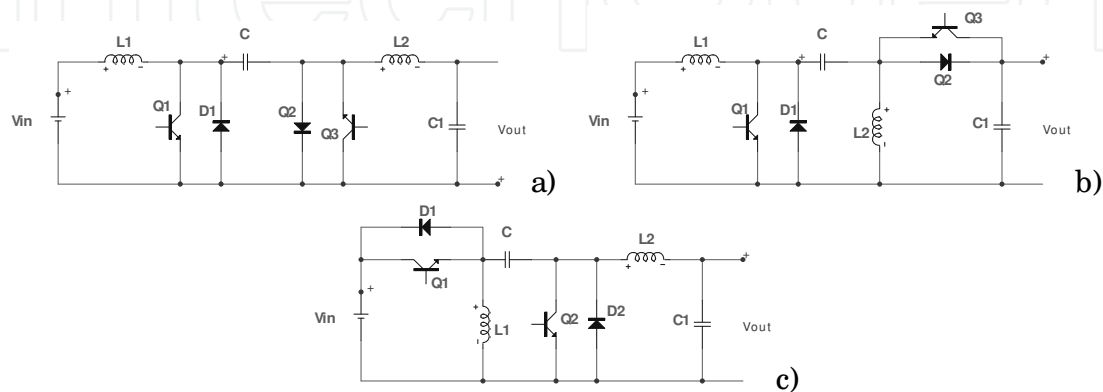 L1
C
L2
Q1
D1
Q2
Q3
C1
Vin
Vout
+
-
a)
L1
C
Q3
Q2
Q1
D1
L2
C1
Vin
Vout
+
-
b)
D1
Q1
C
L2
Vin
L1
Q2
D2
C1
Vout
+
-
c)